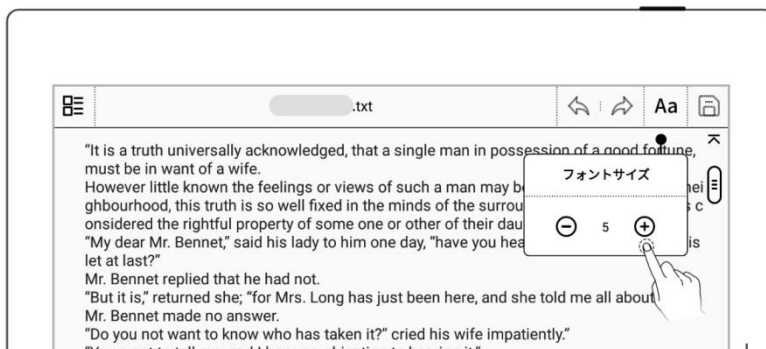 .txt
Aa
“It is a truth universally acknowledged, that a single man in possession of a good fortune,
must be in want of a wife.
However little known the feelings or views of such a man may b
nei
ghbourhood, this truth is so well fixed in the minds of the surrou
s c
onsidered the rightful property of some one or other of their dau
“My dear Mr. Bennet,” said his lady to him one day, “have you hea
is
let at last?”
Mr. Bennet replied that he had not.
“But it is,” returned she; “for Mrs. Long has just been here, and she told me all about
Mr. Bennet made no answer.
“Do you not want to know who has taken it?” cried his wife impatiently.”
フォントサイズ
5